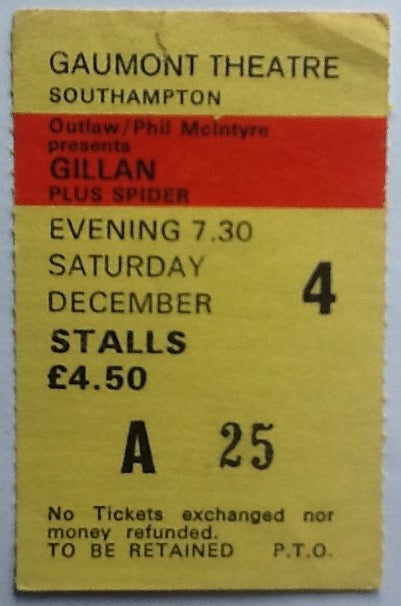 GAUMONT THEATRE
SOUTHAMPTON
Outlaw/Phil McIntyre
presents
GILLAN
PLUS SPIDER
EVENING 7.30
SATURDAY
DECEMBER 4
STALLS
£4.50
A 25
No Tickets exchanged nor
money refunded.
TO BE RETAINED P.T.O.